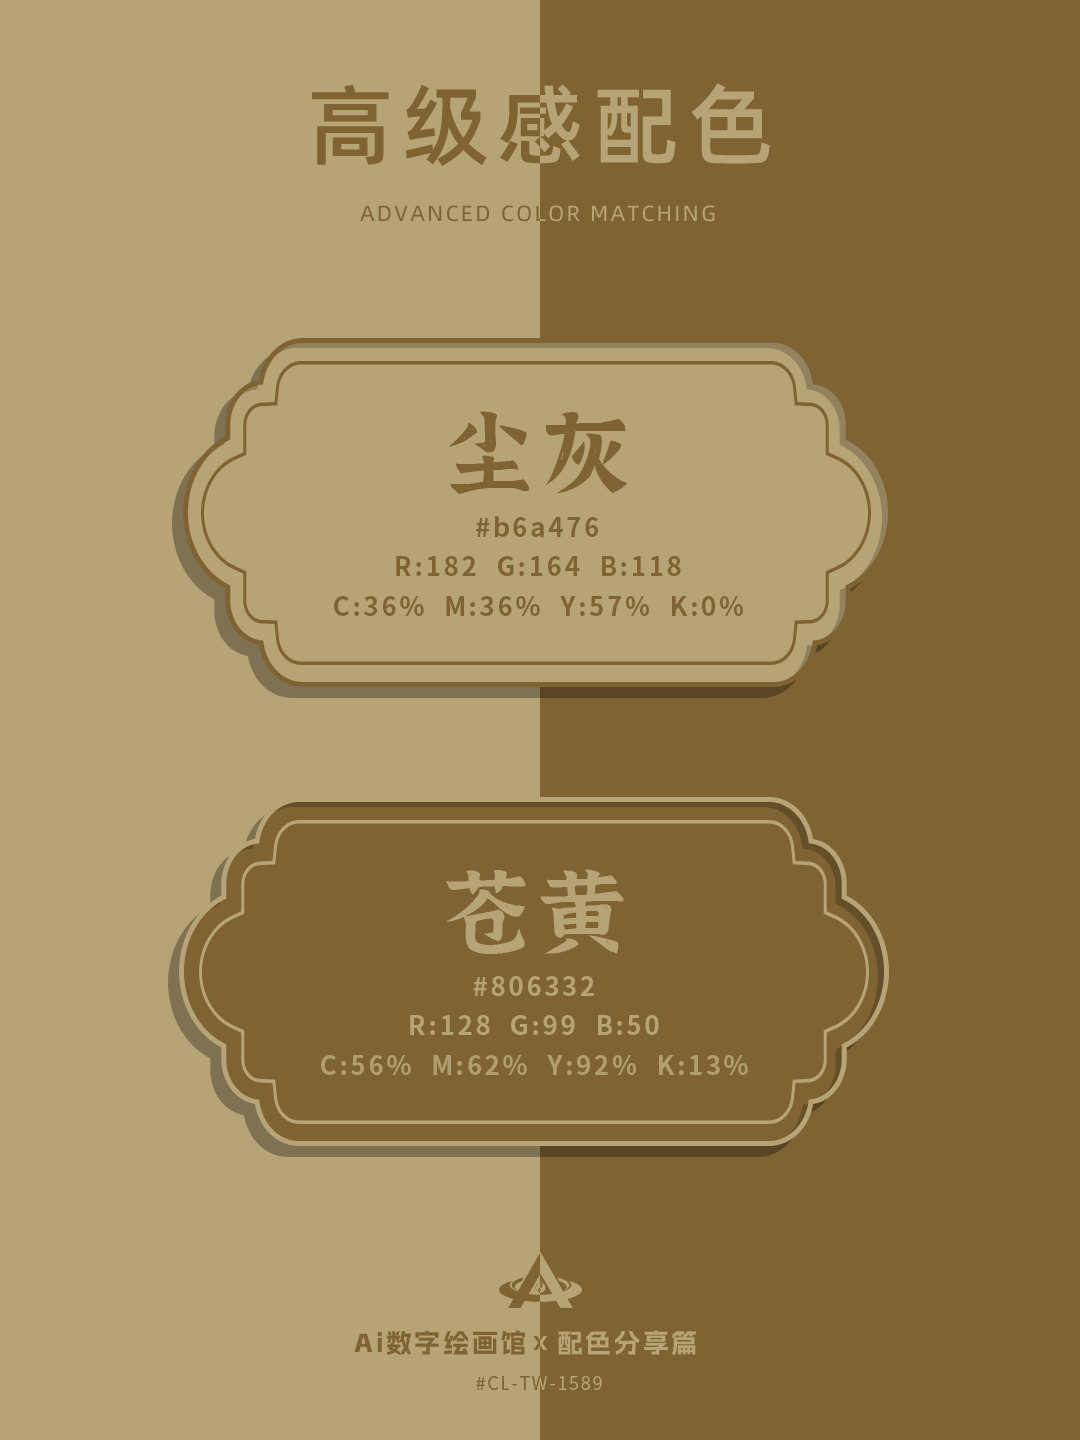 高级感配色
ADVANCED COLOR MATCHING
尘灰
#b6a476
R:182 G:164 B:118
C:36% M:36% Y:57% K:0%
苍黄
#806332
R:128 G:99 B:50
C:56% M:62% Y:92% K:13%
Ai数字绘画馆 x 配色分享篇
#CL-TW-1589